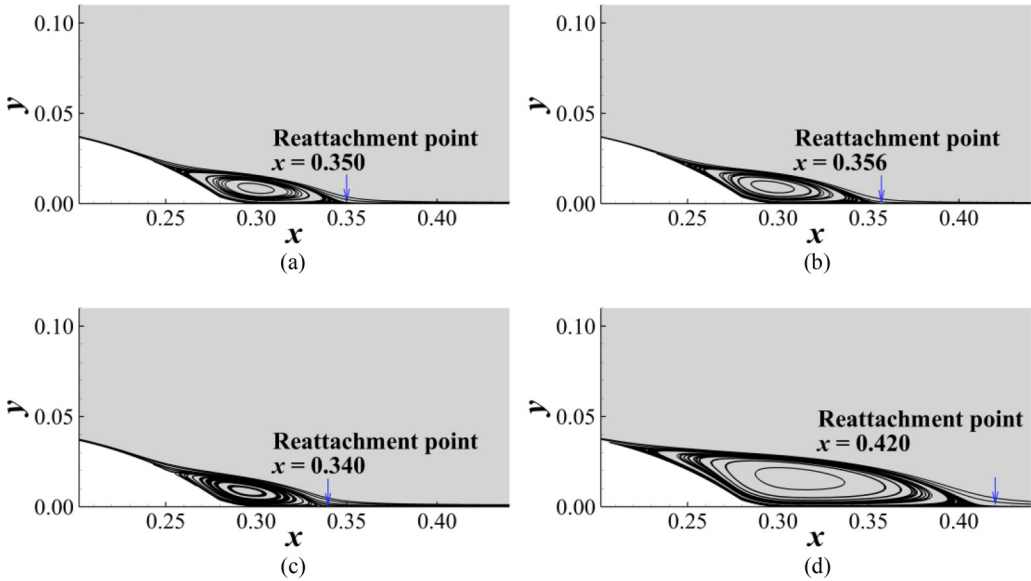 y
0.10
0.05
0.00
Reattachment point
x = 0.350
0.25 0.30 0.35 0.40
x
(a)
y
0.10
0.05
0.00
Reattachment point
x = 0.356
0.25 0.30 0.35 0.40
x
(b)
y
0.10
0.05
0.00
Reattachment point
x = 0.340
0.25 0.30 0.35 0.40
x
(c)
y
0.10
0.05
0.00
Reattachment point
x = 0.420
0.25 0.30 0.35 0.40
x
(d)